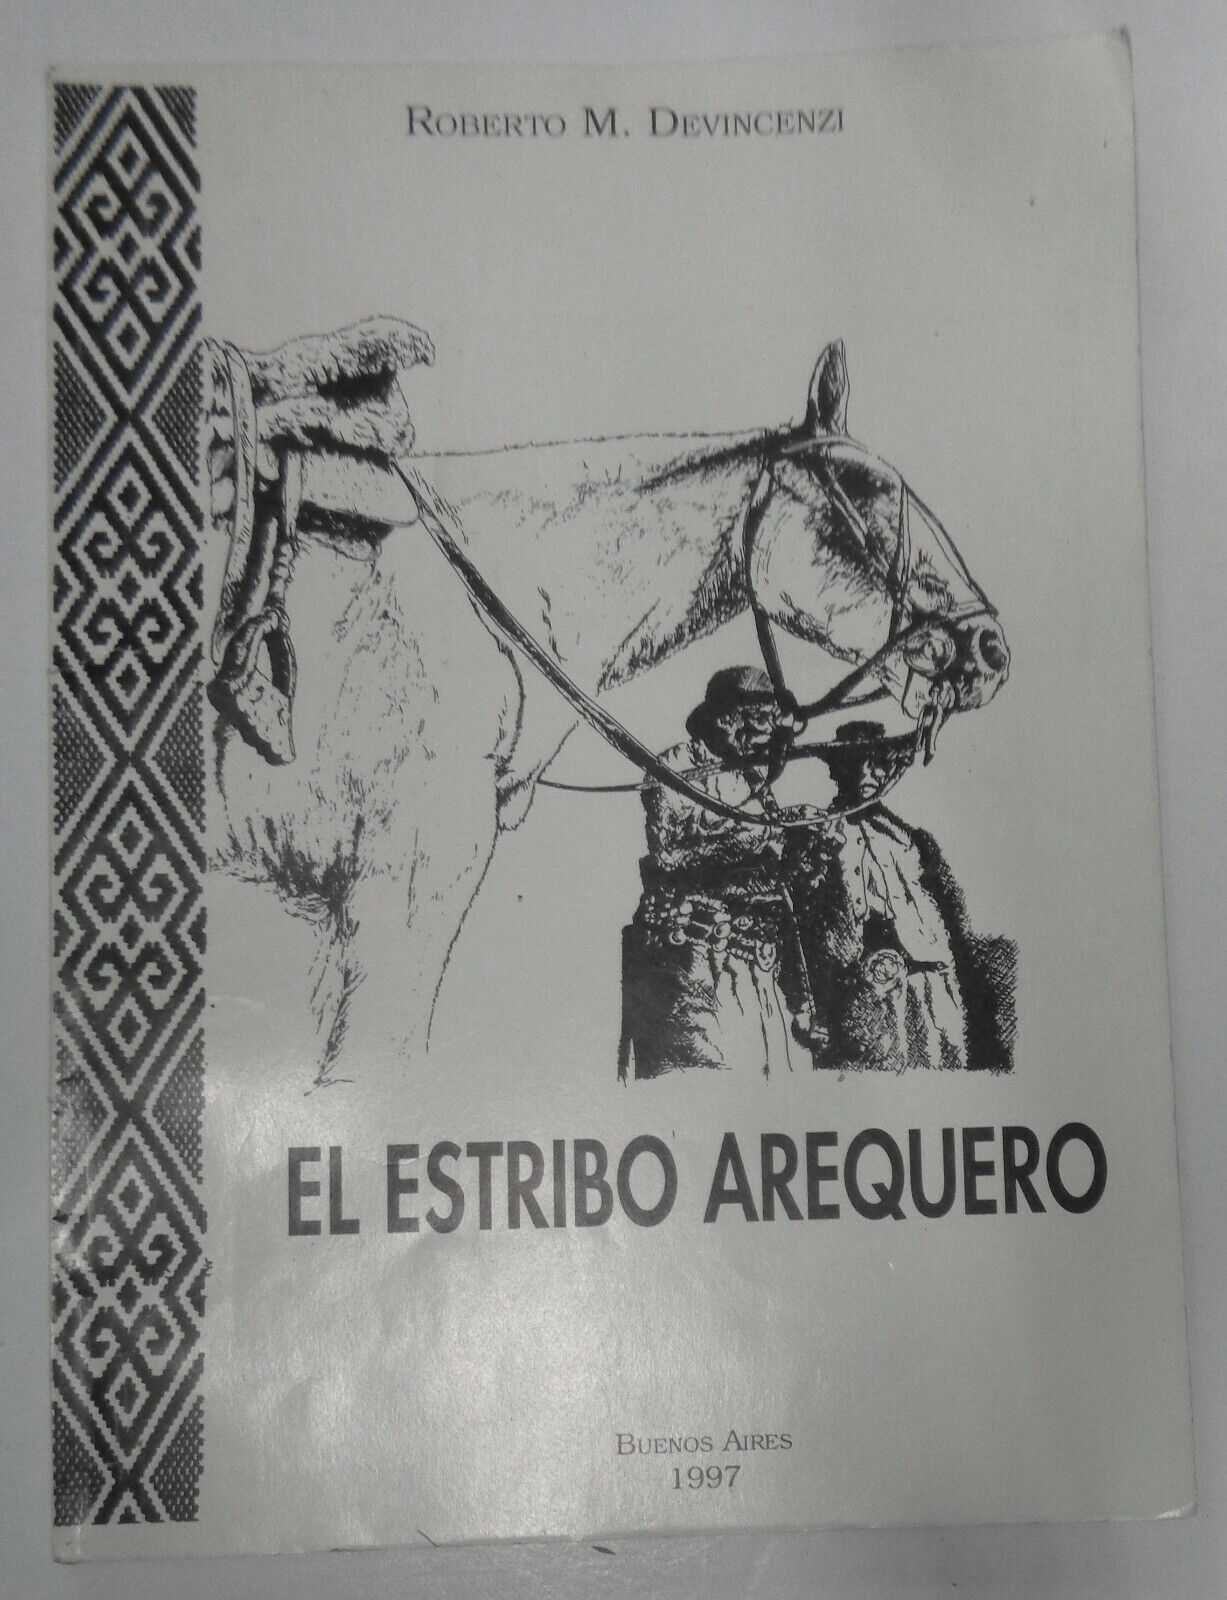 ROBERTO M. DEVINCENZI
EL ESTRIBO AREQUERO
BUENOS AIRES
1997